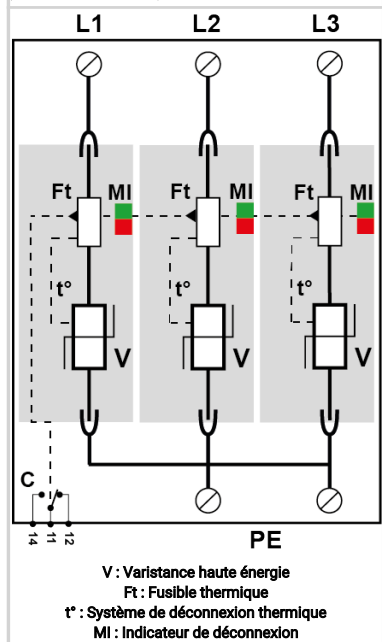 L1 L2 L3
Ft MI Ft MI Ft MI
t° t° t°
V V V
C
14 11 12
PE
V : Varistance haute énergie
Ft : Fusible thermique
t° : Système de déconnexion thermique
MI : Indicateur de déconnexion